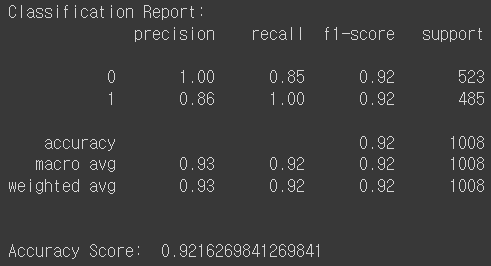 Classification Report:
precision recall f1-score support
0 1.00 0.85 0.92 523
1 0.86 1.00 0.92 485
accuracy 0.92 1008
macro avg 0.93 0.92 0.92 1008
weighted avg 0.93 0.92 0.92 1008
Accuracy Score: 0.9216269841269841